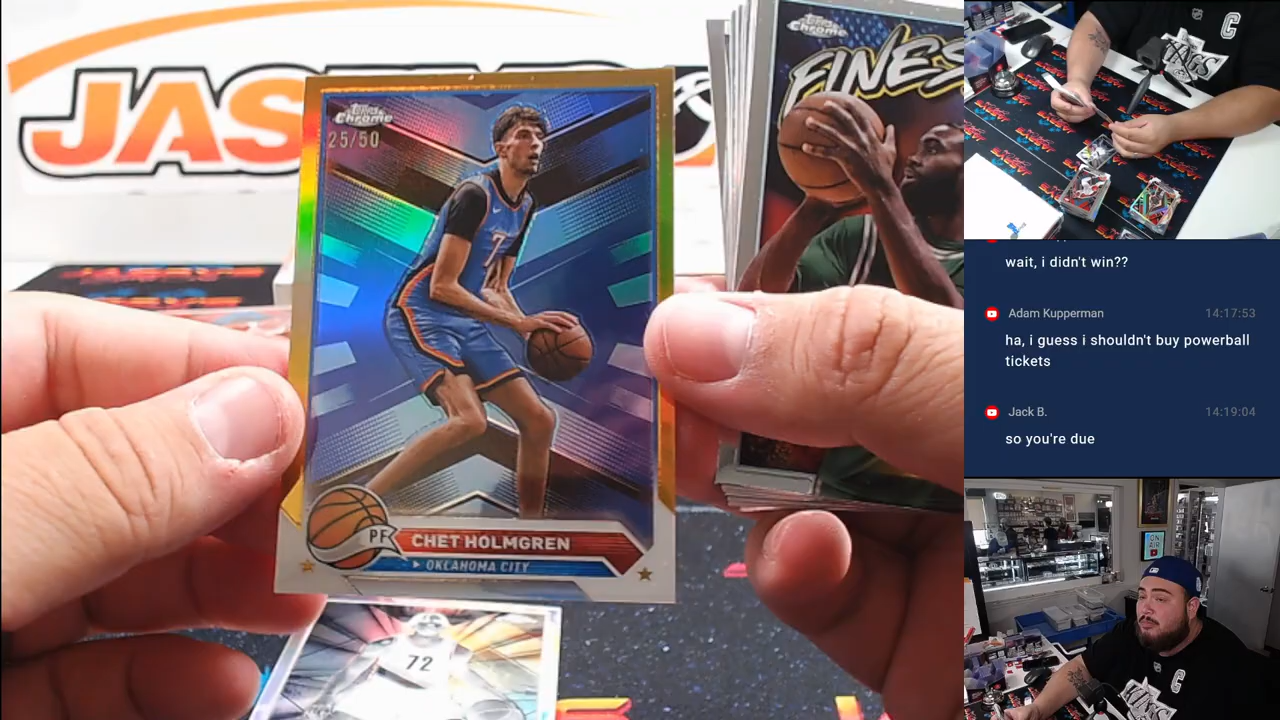 JAS
Topps
Chrome
25/50
7
PF
CHET HOLMGREN
OKLAHOMA CITY
Topps
Chrome
FINES
72
C
KINGS
wait, i didn't win??
Adam Kupperman 14:17:53
ha, i guess i shouldn't buy powerball
tickets
Jack B. 14:19:04
so you're due
ON
AIR
C
KINGS